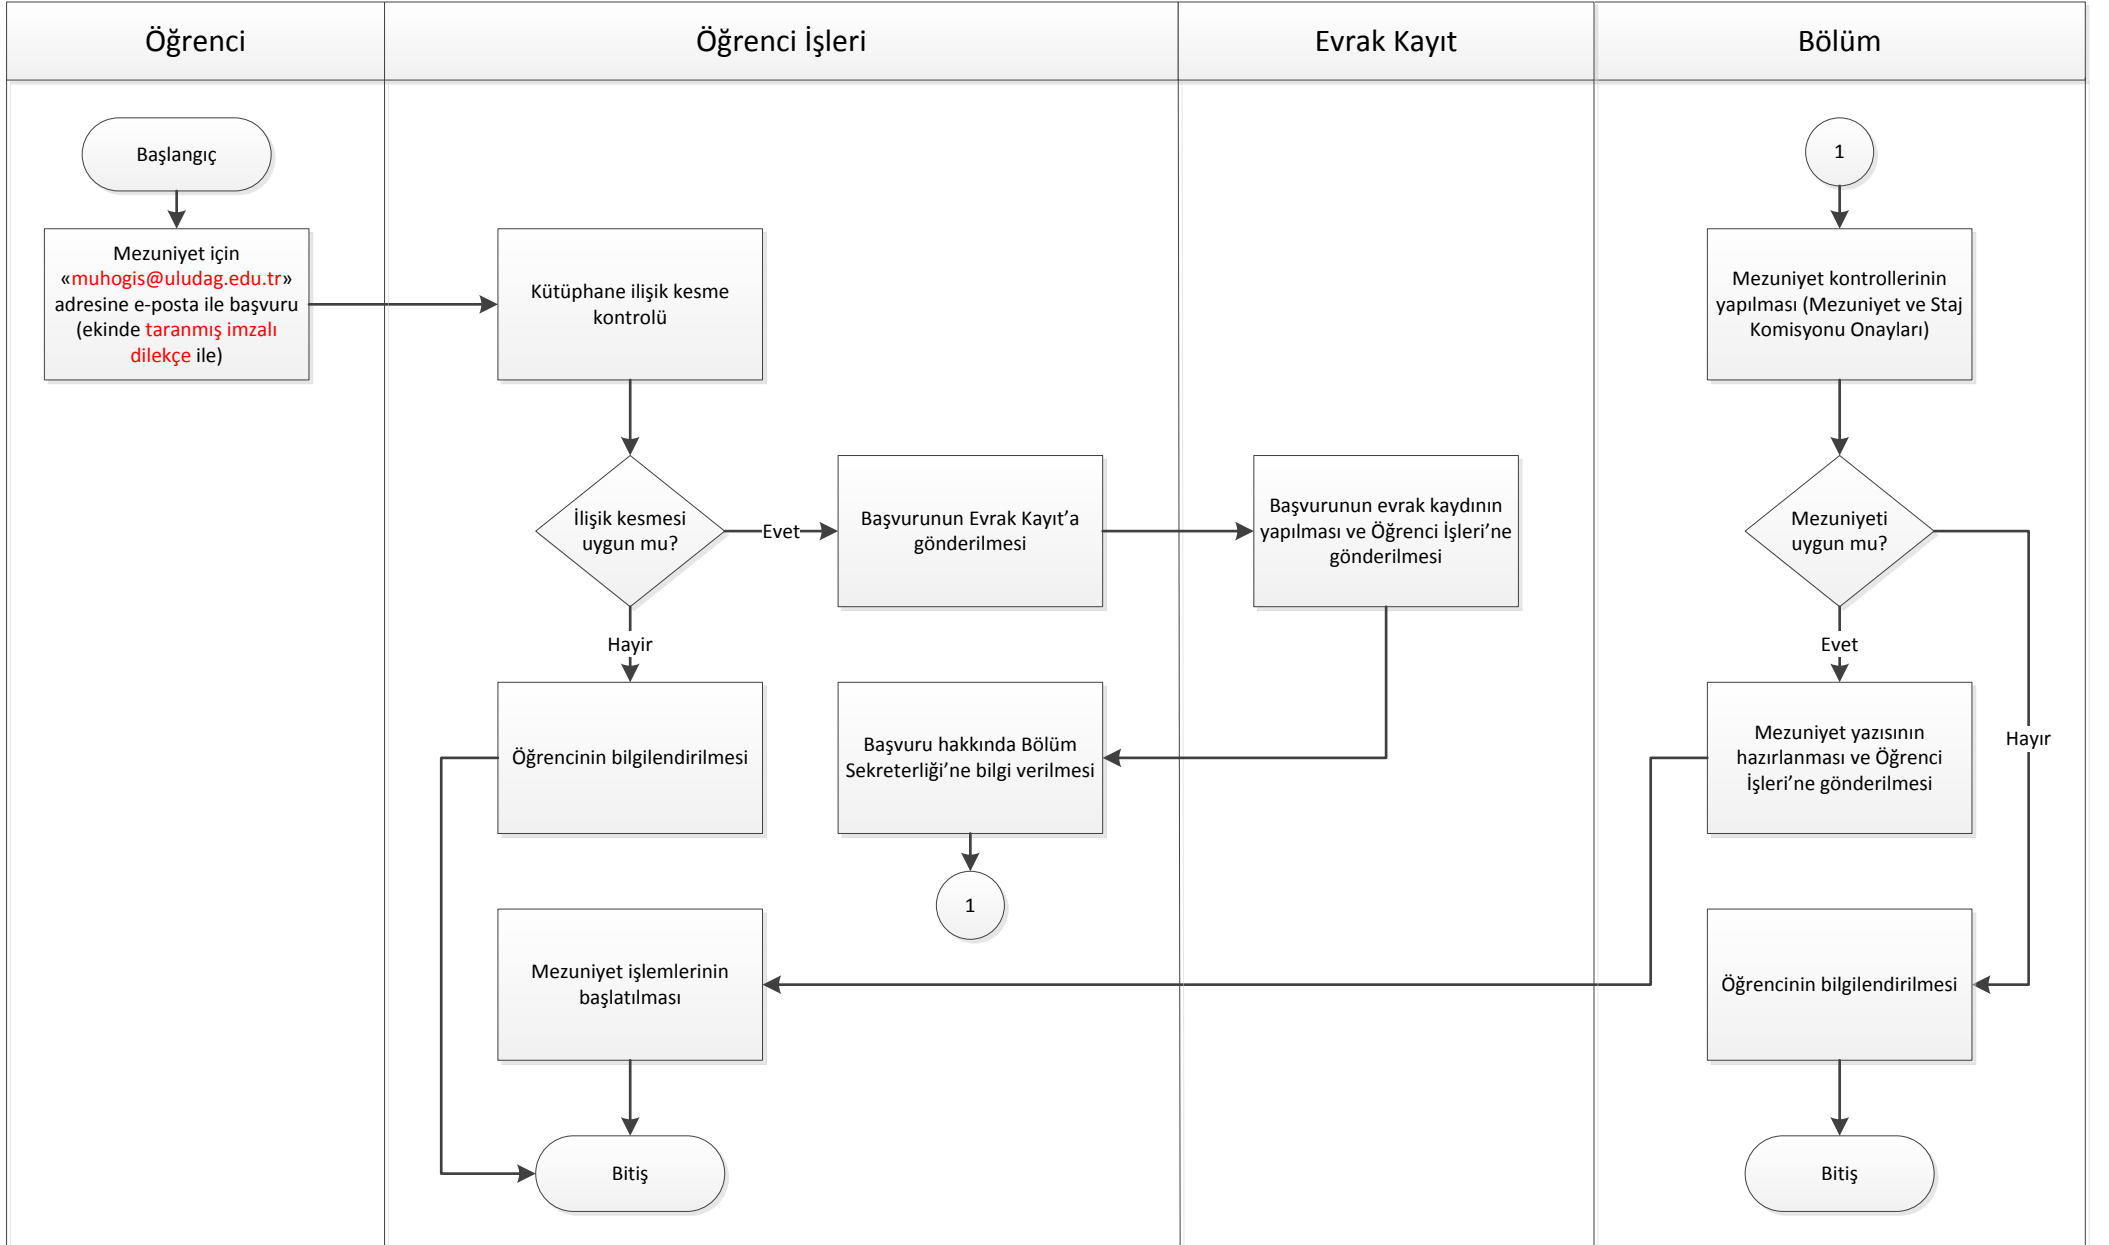 Öğrenci
Öğrenci İşleri
Evrak Kayıt
Bölüm
Başlangıç
1
Mezuniyet için
«muhogis@uludag.edu.tr»
adresine e-posta ile başvuru
(ekinde taranmış imzalı
dilekçe ile)
Kütüphane ilişik kesme
kontrolü
Mezuniyet kontrollerinin
yapılması (Mezuniyet ve Staj
Komisyonu Onayları)
İlişik kesmesi
uygun mu?
Evet
Başvurunun Evrak Kayıt’a
gönderilmesi
Başvurunun evrak kaydının
yapılması ve Öğrenci İşleri’ne
gönderilmesi
Mezuniyeti
uygun mu?
Hayir
Evet
Öğrencinin bilgilendirilmesi
Başvuru hakkında Bölüm
Sekreterliği’ne bilgi verilmesi
Mezuniyet yazısının
hazırlanması ve Öğrenci
İşleri’ne gönderilmesi
Hayır
1
Mezuniyet işlemlerinin
başlatılması
Öğrencinin bilgilendirilmesi
Bitiş
Bitiş